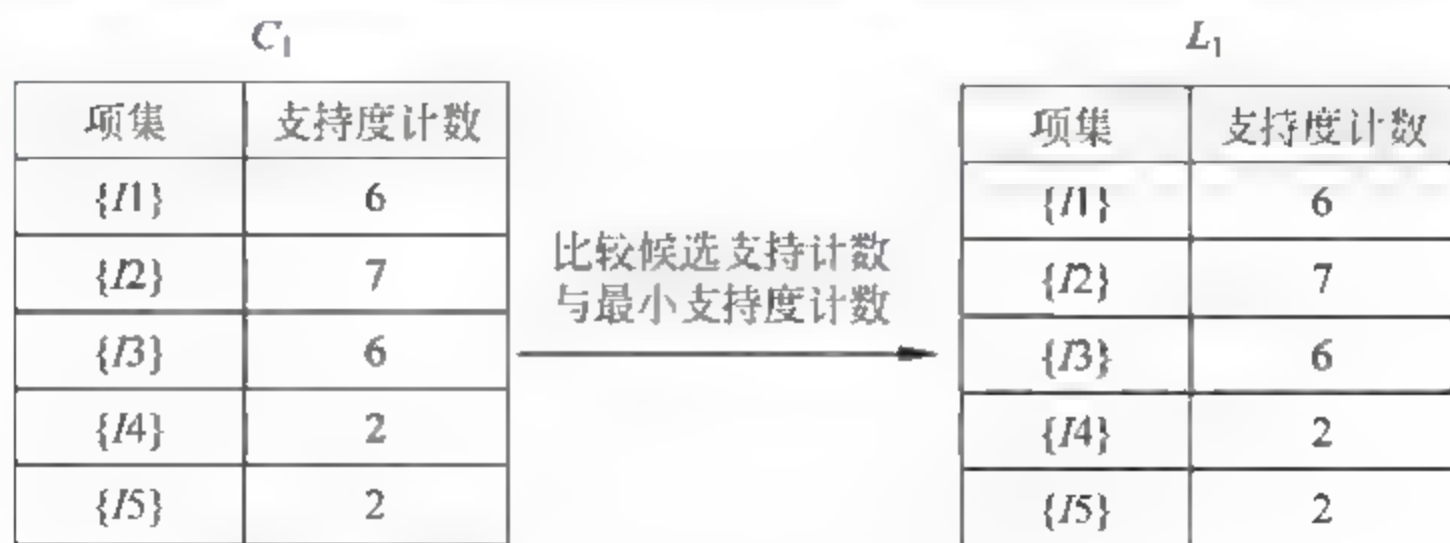 C₁
项集 支持度计数
{I1} 6
{I2} 7
{I3} 6
{I4} 2
{I5} 2
比较候选支持计数
与最小支持度计数
L₁
项集 支持度计数
{I1} 6
{I2} 7
{I3} 6
{I4} 2
{I5} 2